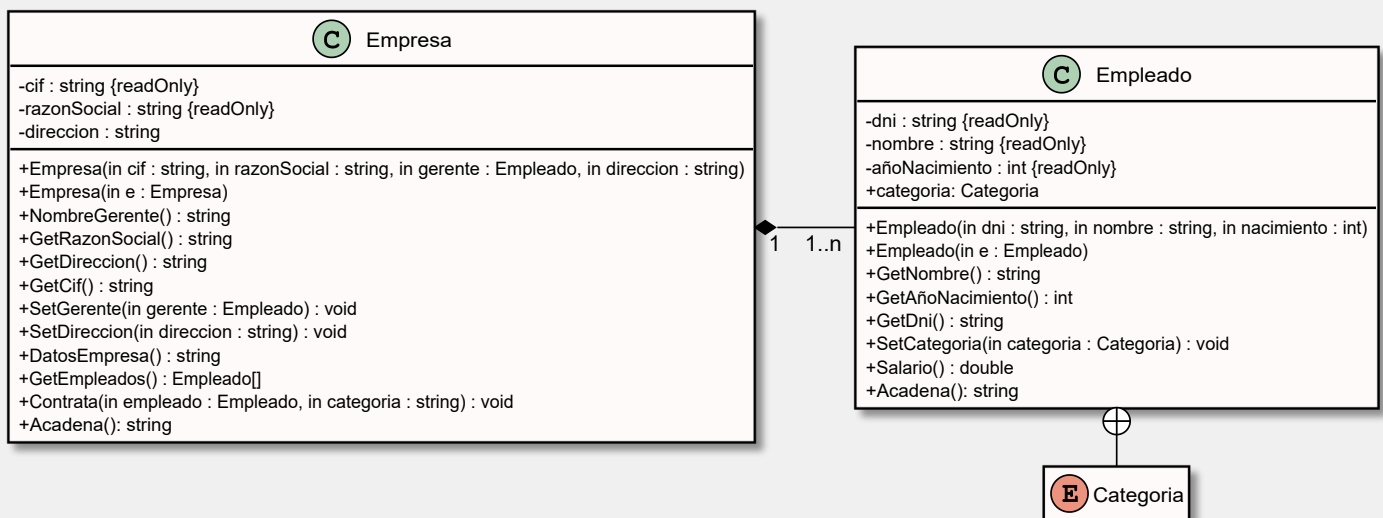 C Empresa
-cif : string {readOnly}
-razonSocial : string {readOnly}
-direccion : string
+Empresa(in cif : string, in razonSocial : string, in gerente : Empleado, in direccion : string)
+Empresa(in e : Empresa)
+NombreGerente() : string
+GetRazonSocial() : string
+GetDireccion() : string
+GetCif() : string
+SetGerente(in gerente : Empleado) : void
+SetDireccion(in direccion : string) : void
+DatosEmpresa() : string
+GetEmpleados() : Empleado[]
+Contrata(in empleado : Empleado, in categoria : string) : void
+Acadena(): string
1 1..n
C Empleado
-dni : string {readOnly}
-nombre : string {readOnly}
-añoNacimiento : int {readOnly}
+categoria: Categoria
+Empleado(in dni : string, in nombre : string, in nacimiento : int)
+Empleado(in e : Empleado)
+GetNombre() : string
+GetAñoNacimiento() : int
+GetDni() : string
+SetCategoria(in categoria : Categoria) : void
+Salario() : double
+Acadena(): string
E Categoria